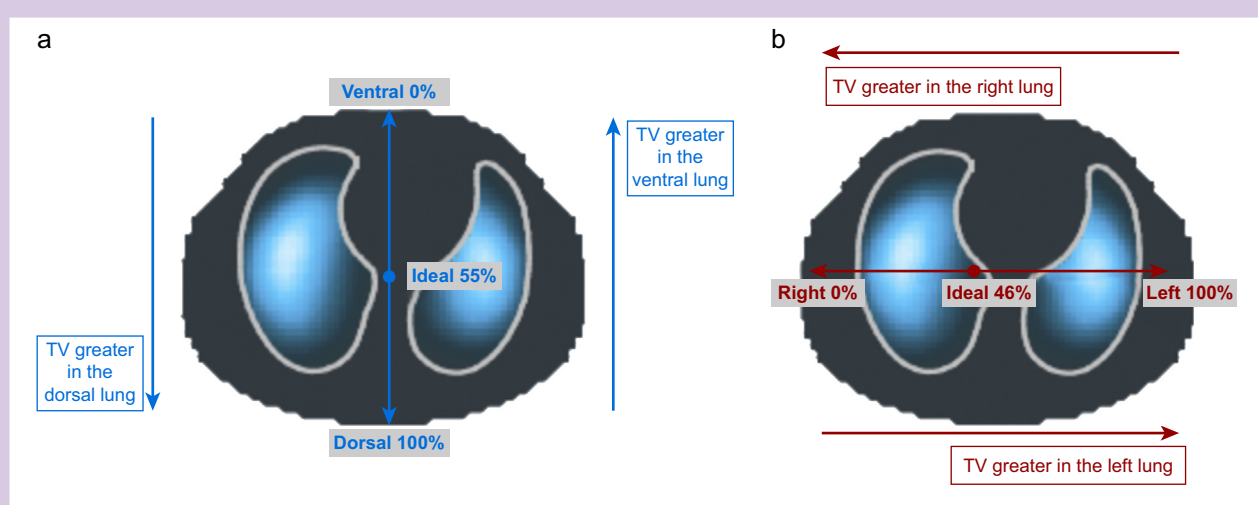 a
Ventral 0%
TV greater
in the
ventral lung
Ideal 55%
TV greater
in the
dorsal lung
Dorsal 100%
b
TV greater in the right lung
Right 0%
Ideal 46%
Left 100%
TV greater in the left lung